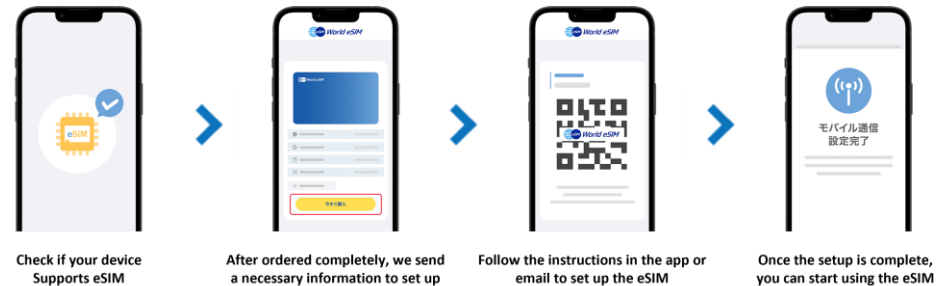 eSIM
World eSIM
World eSIM
今すぐ購入
World eSIM
World eSIM
モバイル通信
設定完了
Check if your device
Supports eSIM
After ordered completely, we send
a necessary information to set up
Follow the instructions in the app or
email to set up the eSIM
Once the setup is complete,
you can start using the eSIM